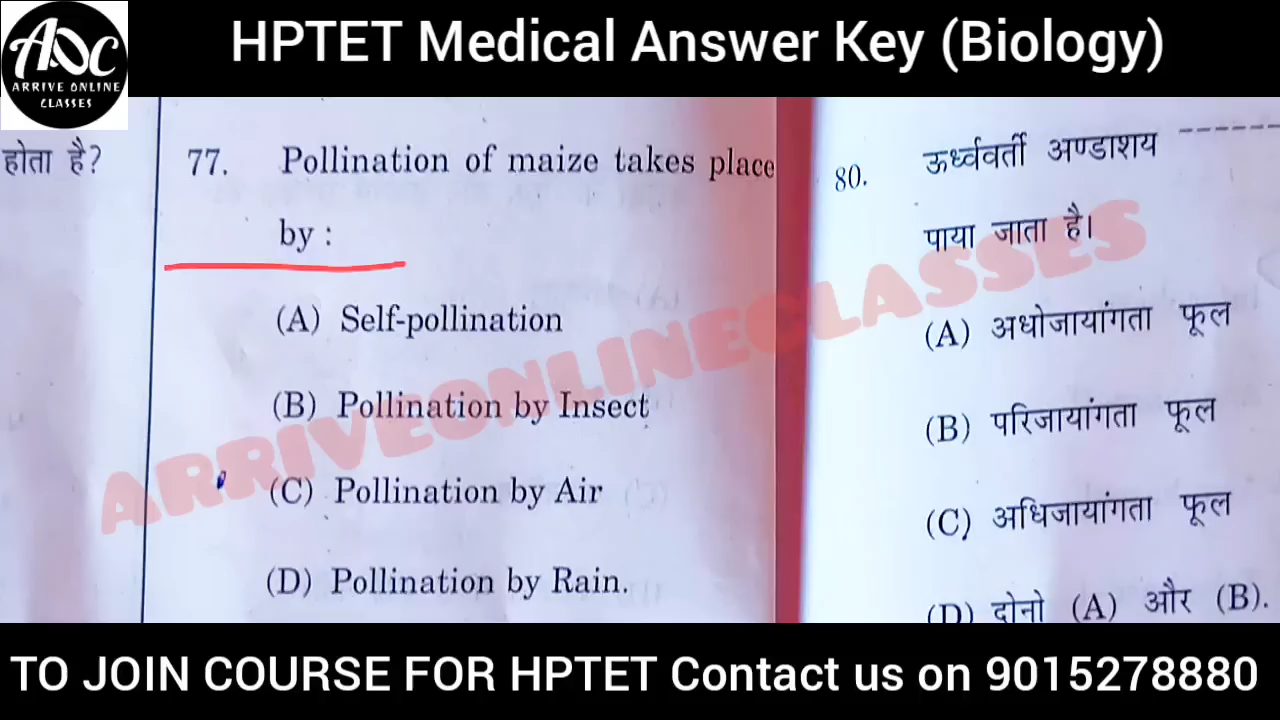 ADC
ARRIVE ONLINE
CLASSES
HPTET Medical Answer Key (Biology)
होता है?
77. Pollination of maize takes place
by :
(A) Self-pollination
(B) Pollination by Insect
(C) Pollination by Air
(D) Pollination by Rain.
80. ऊर्ध्ववर्ती अण्डाशय -------
पाया जाता है।
(A) अधोजायांगता फूल
(B) परिजायांगता फूल
(C) अधिजायांगता फूल
(D) दोनो (A) और (B).
ARRIVEONLINECLASSES
TO JOIN COURSE FOR HPTET Contact us on 9015278880